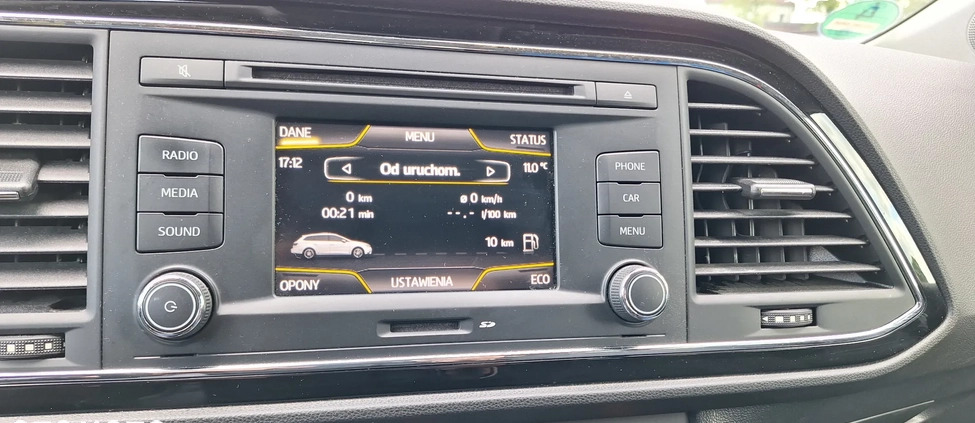 RADIO
MEDIA
SOUND
DANE MENU STATUS
17:12 Od uruchom. 11.0 °C
0 km ø 0 km/h
00:21 min --.- l/100 km
10 km
OPONY USTAWIENIA ECO
PHONE
CAR
MENU
SD